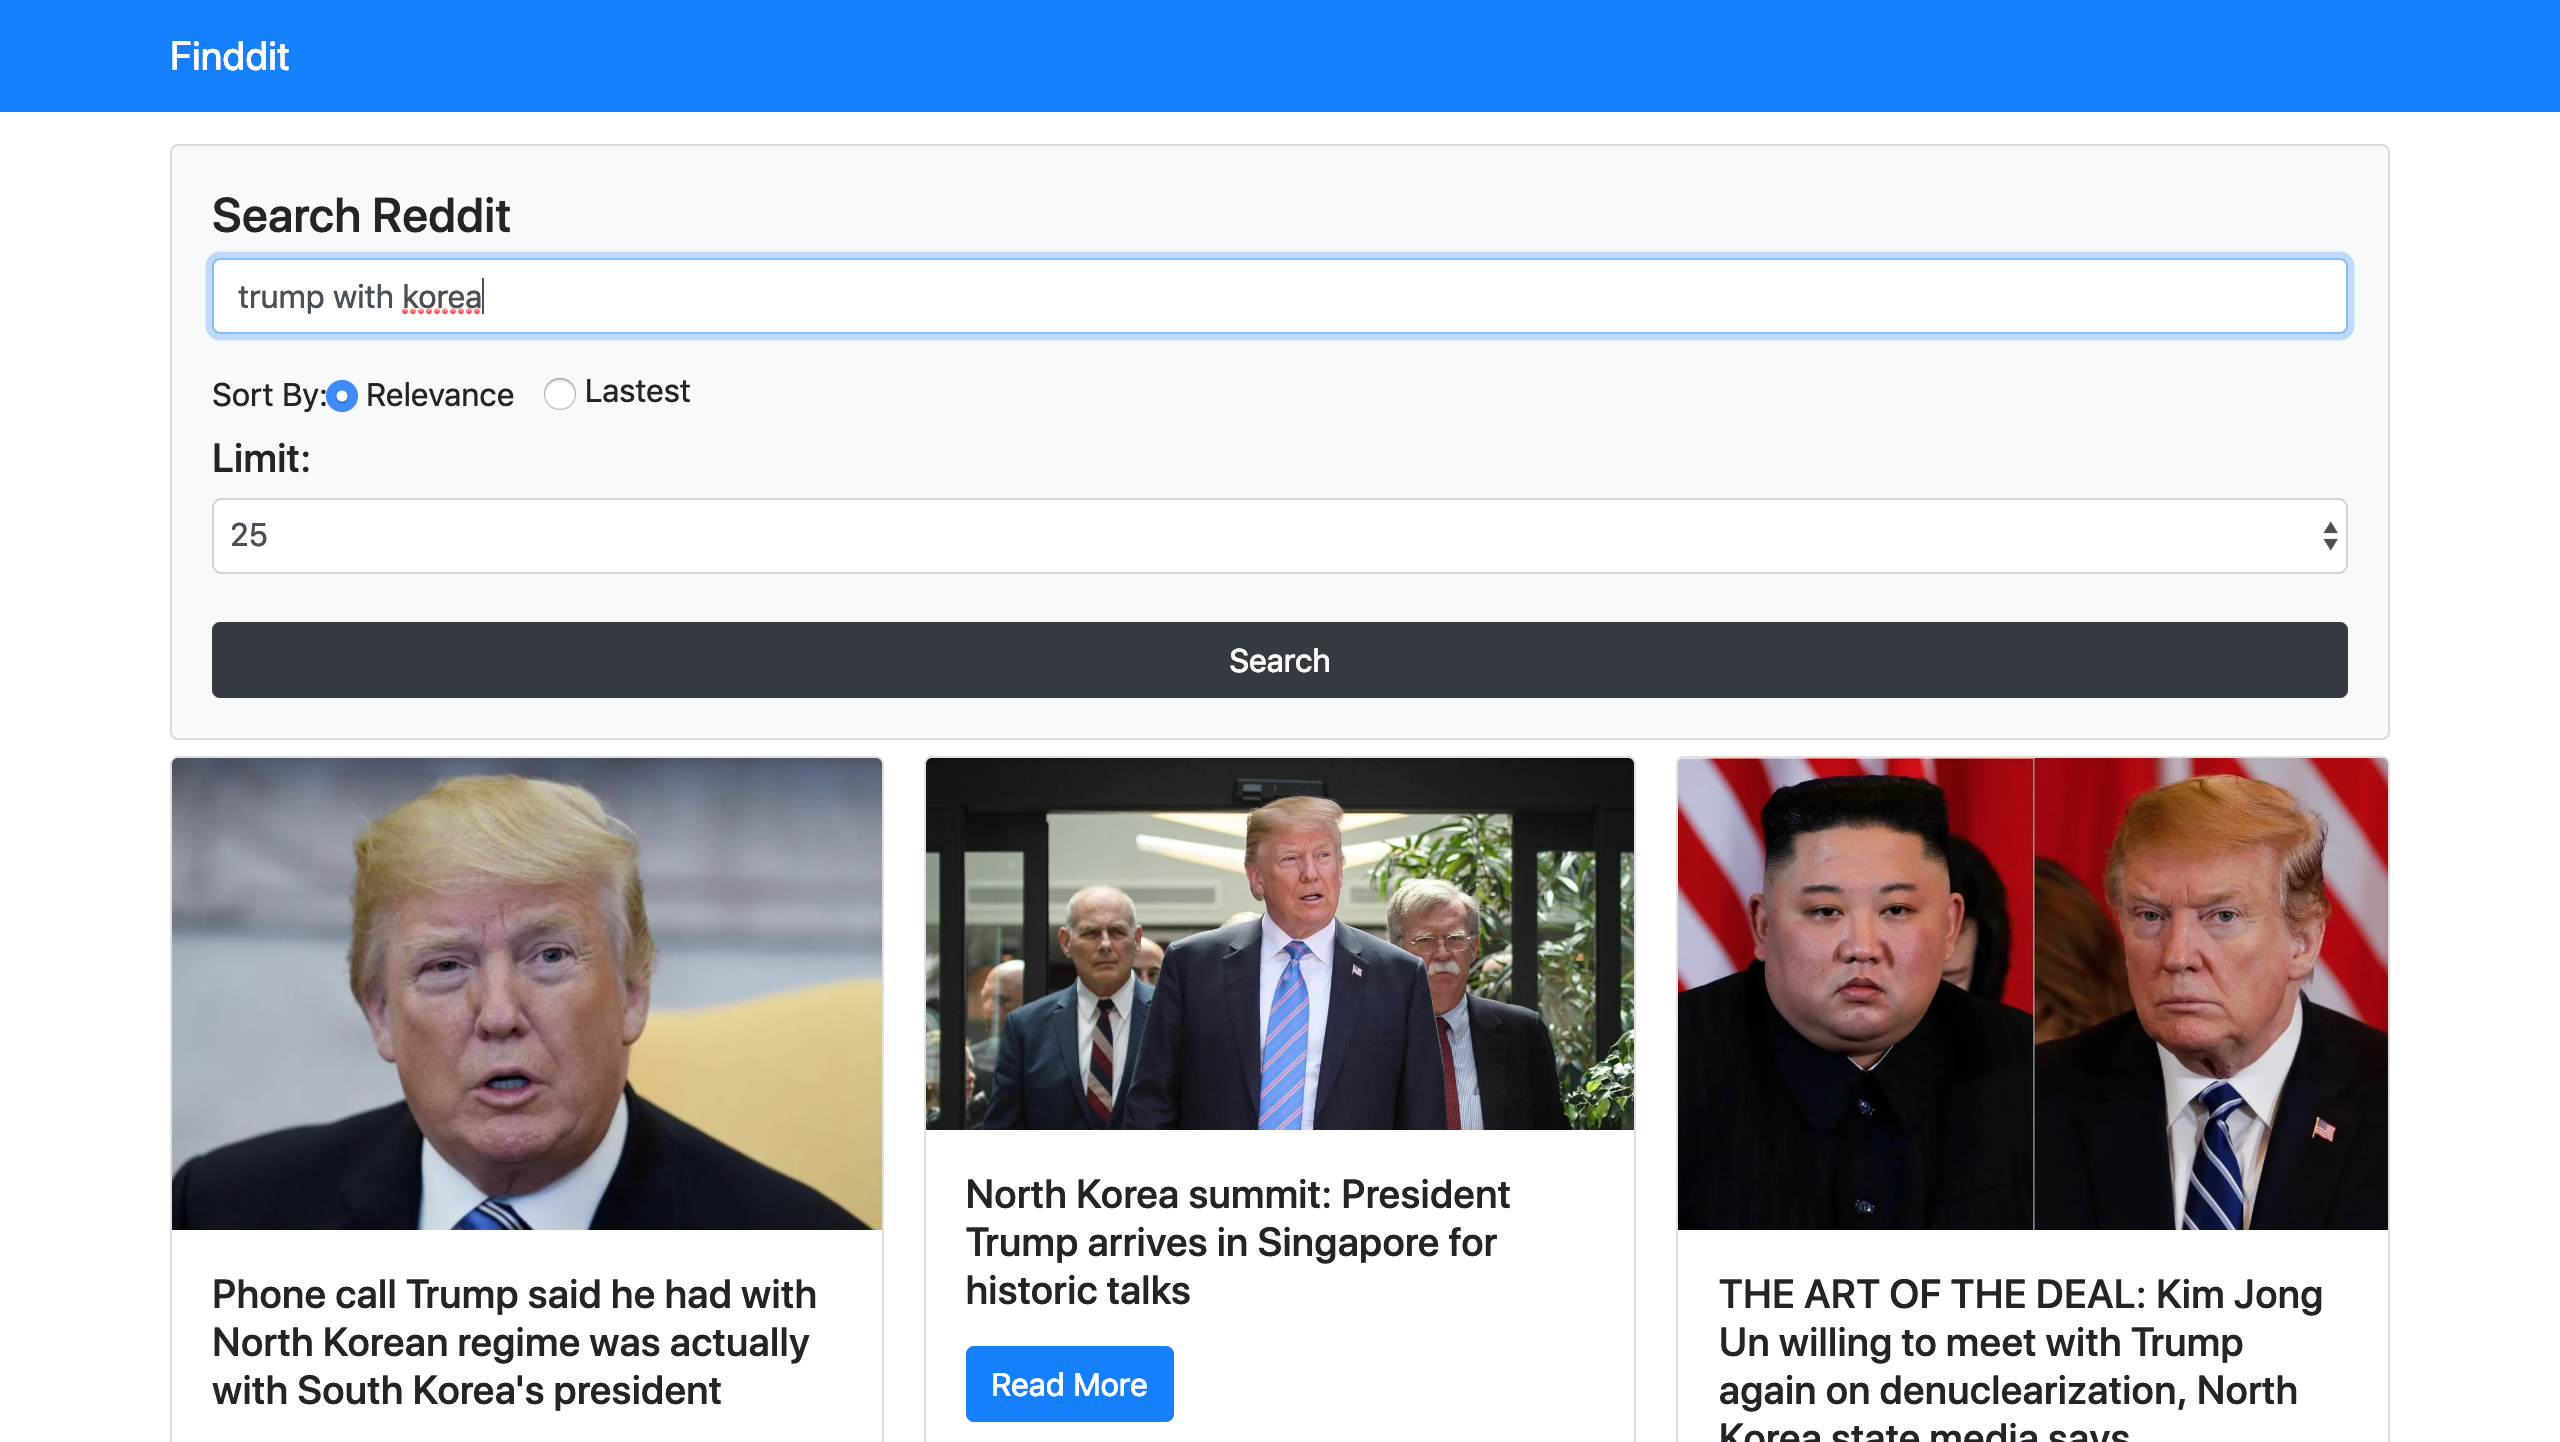 Finddit
Search Reddit
trump with korea
Sort By: Relevance Lastest
Limit:
25
Search
Phone call Trump said he had with
North Korean regime was actually
with South Korea's president
North Korea summit: President
Trump arrives in Singapore for
historic talks
Read More
THE ART OF THE DEAL: Kim Jong
Un willing to meet with Trump
again on denuclearization, North
Korea state media says